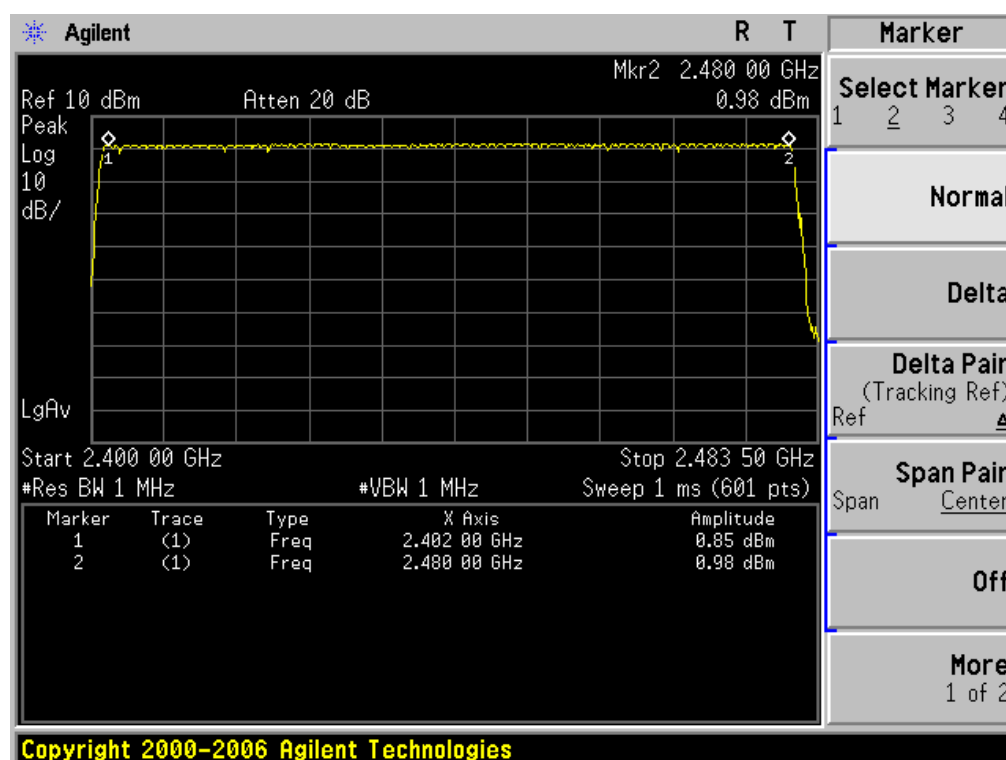 Agilent
R T
Marker
Mkr2 2.480 00 GHz
Ref 10 dBm Atten 20 dB 0.98 dBm
Peak
Log
10
dB/
1
2
LgAv
Start 2.400 00 GHz Stop 2.483 50 GHz
#Res BW 1 MHz #VBW 1 MHz Sweep 1 ms (601 pts)
Marker Trace Type X Axis Amplitude
1 (1) Freq 2.402 00 GHz 0.85 dBm
2 (1) Freq 2.480 00 GHz 0.98 dBm
Select Marker
1 2 3 4
Normal
Delta
Delta Pair
(Tracking Ref)
Ref Δ
Span Pair
Span Center
Off
More
1 of 2
Copyright 2000-2006 Agilent Technologies